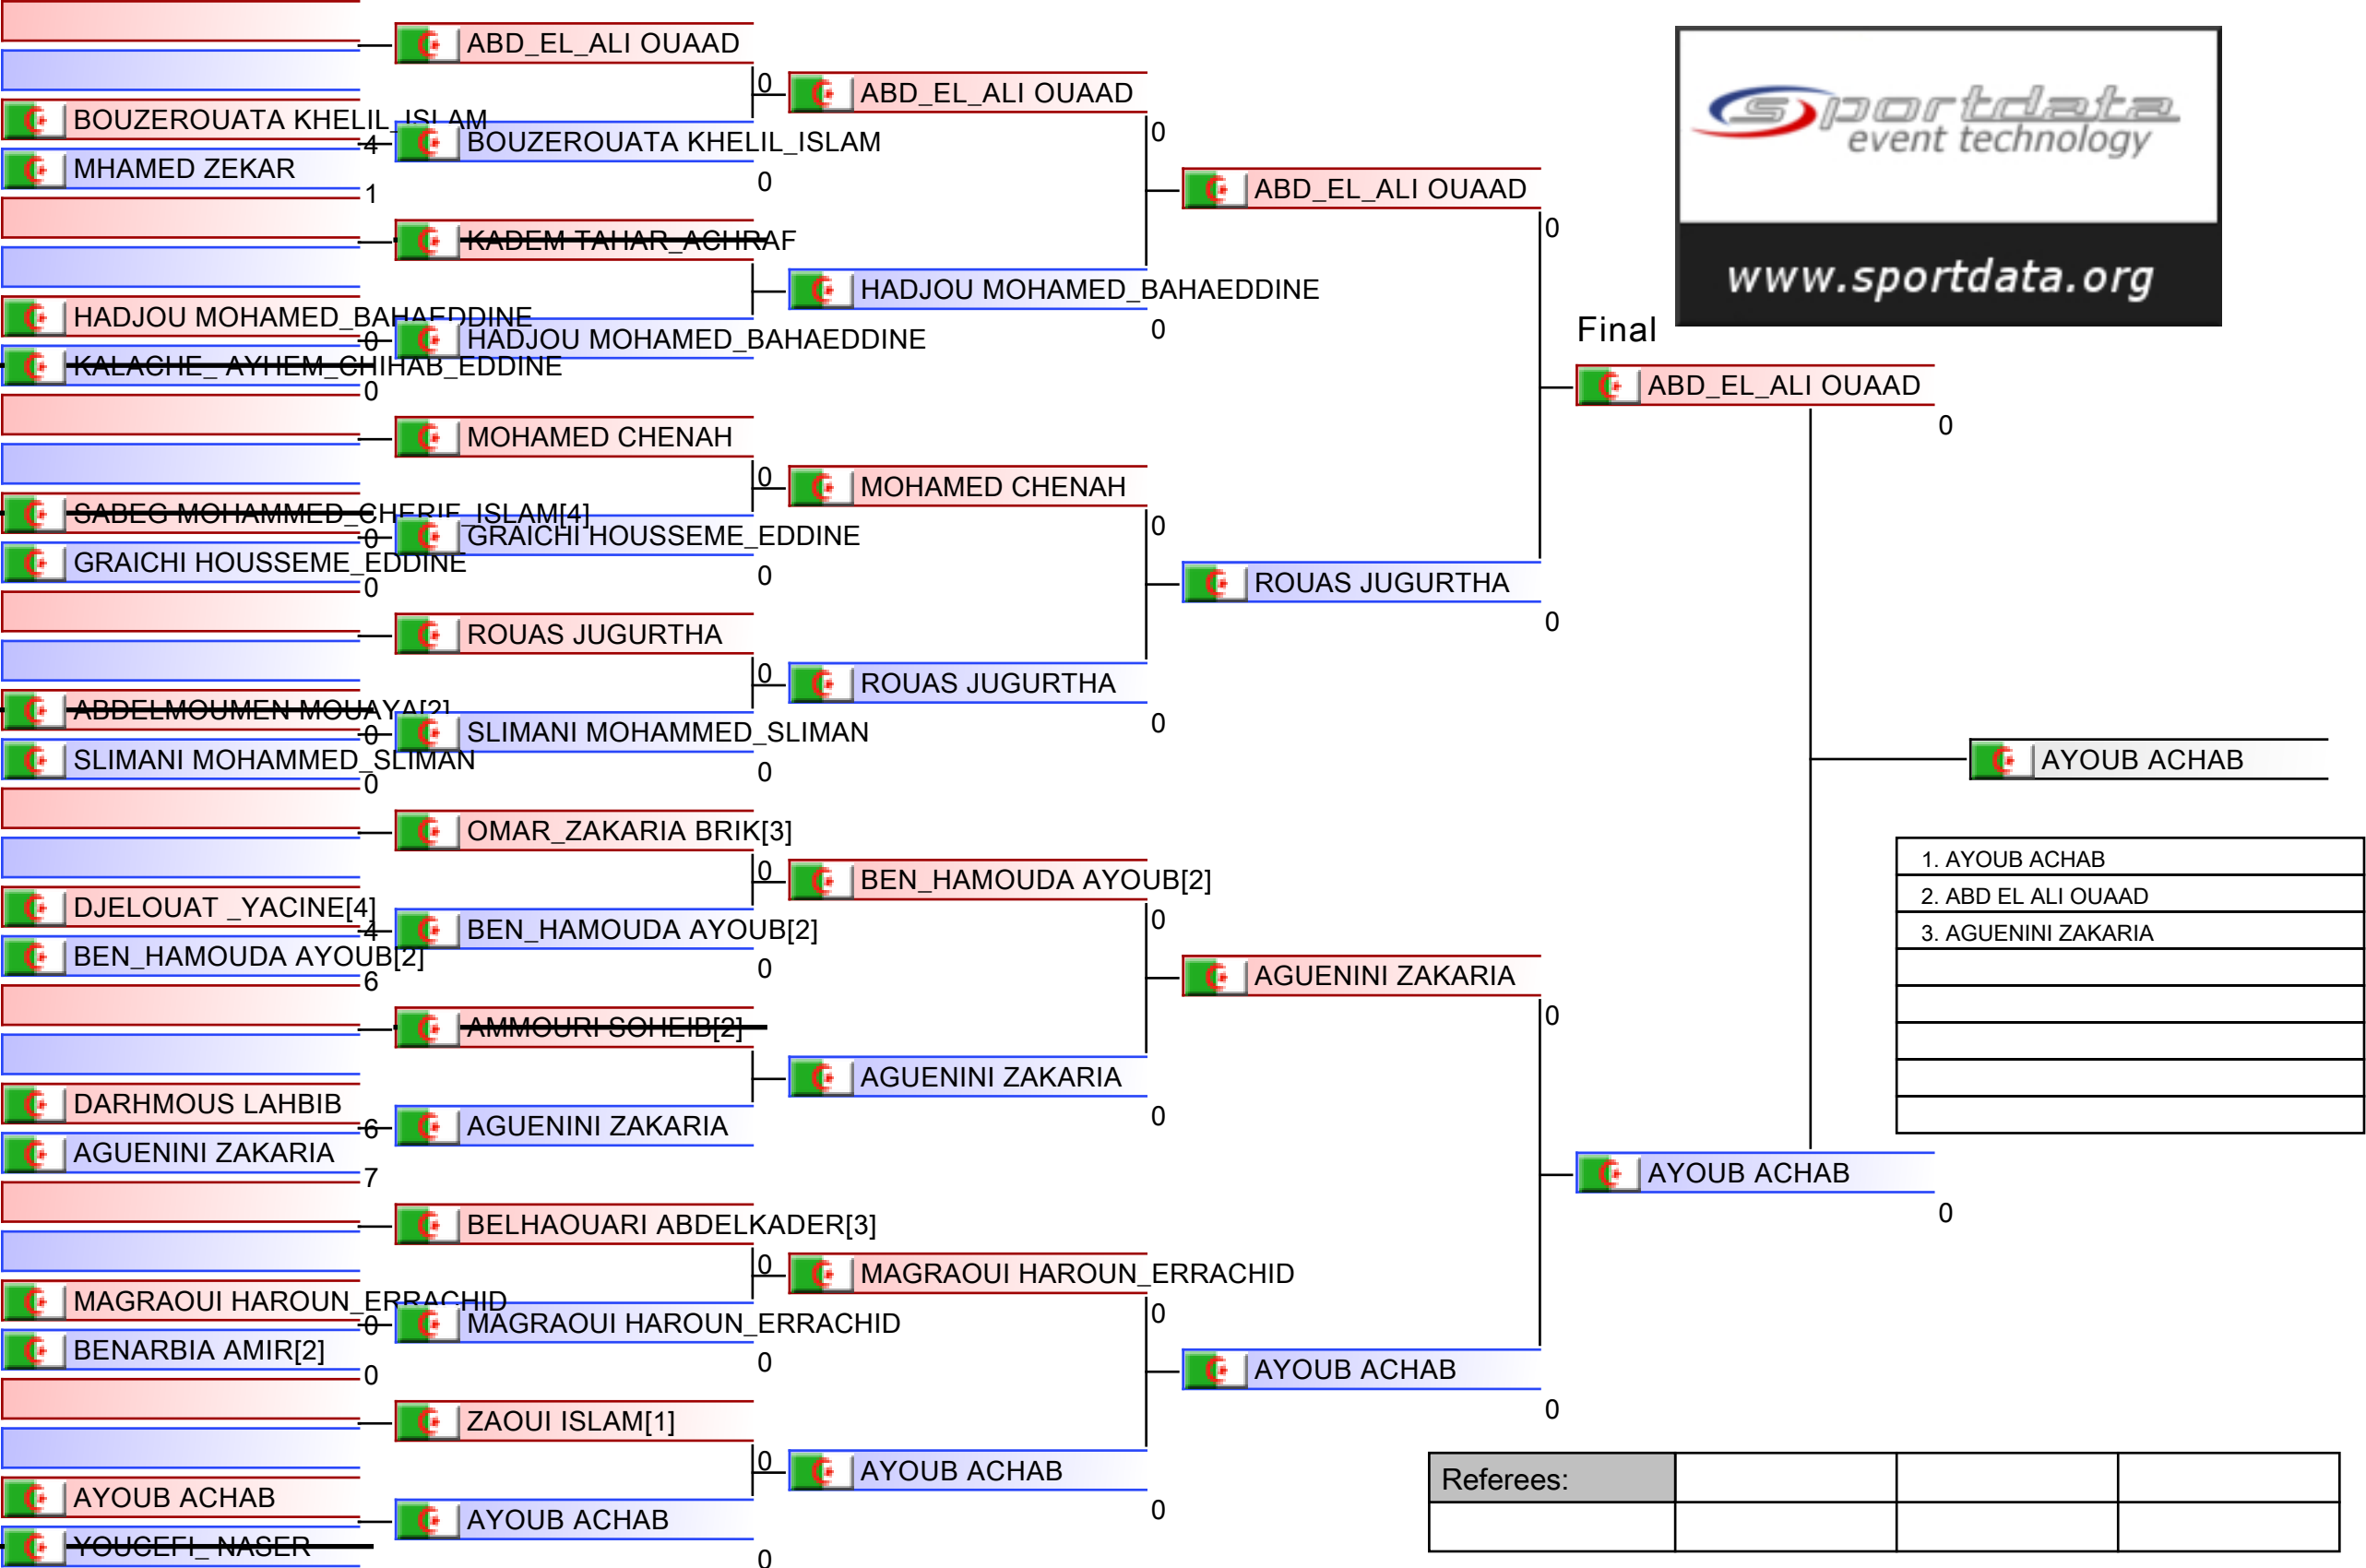 BOUZEROUATA KHELIL_ISLAM
4
MHAMED ZEKAR
1
HADJOU MOHAMED_BAHAEDDINE
0
KALACHE_ AYHEM_CHIHAB_EDDINE
0
SABEG MOHAMMED_CHERIF_ISLAM[4]
0
GRAICHI HOUSSEME_EDDINE
0
ABDELMOUMEN MOUAYA[2]
0
SLIMANI MOHAMMED_SLIMAN
0
DJELOUAT _YACINE[4]
4
BEN_HAMOUDA AYOUB[2]
6
DARHMOUS LAHBIB
6
AGUENINI ZAKARIA
7
MAGRAOUI HAROUN_ERRACHID
0
BENARBIA AMIR[2]
0
AYOUB ACHAB
YOUCEFI_ NASER
ABD_EL_ALI OUAAD
0
BOUZEROUATA KHELIL_ISLAM
0
KADEM TAHAR_ACHRAF
HADJOU MOHAMED_BAHAEDDINE
MOHAMED CHENAH
0
GRAICHI HOUSSEME_EDDINE
0
ROUAS JUGURTHA
0
SLIMANI MOHAMMED_SLIMAN
0
OMAR_ZAKARIA BRIK[3]
0
BEN_HAMOUDA AYOUB[2]
0
AMMOURI SOHEIB[2]
AGUENINI ZAKARIA
BELHAOUARI ABDELKADER[3]
0
MAGRAOUI HAROUN_ERRACHID
0
ZAOUI ISLAM[1]
0
AYOUB ACHAB
0
ABD_EL_ALI OUAAD
0
HADJOU MOHAMED_BAHAEDDINE
0
MOHAMED CHENAH
0
ROUAS JUGURTHA
0
BEN_HAMOUDA AYOUB[2]
0
AGUENINI ZAKARIA
0
MAGRAOUI HAROUN_ERRACHID
0
AYOUB ACHAB
0
ABD_EL_ALI OUAAD
0
ROUAS JUGURTHA
0
AGUENINI ZAKARIA
0
AYOUB ACHAB
0
Final
ABD_EL_ALI OUAAD
0
AYOUB ACHAB
0
AYOUB ACHAB
sportdata
event technology
www.sportdata.org
1. AYOUB ACHAB
2. ABD EL ALI OUAAD
3. AGUENINI ZAKARIA
Referees: